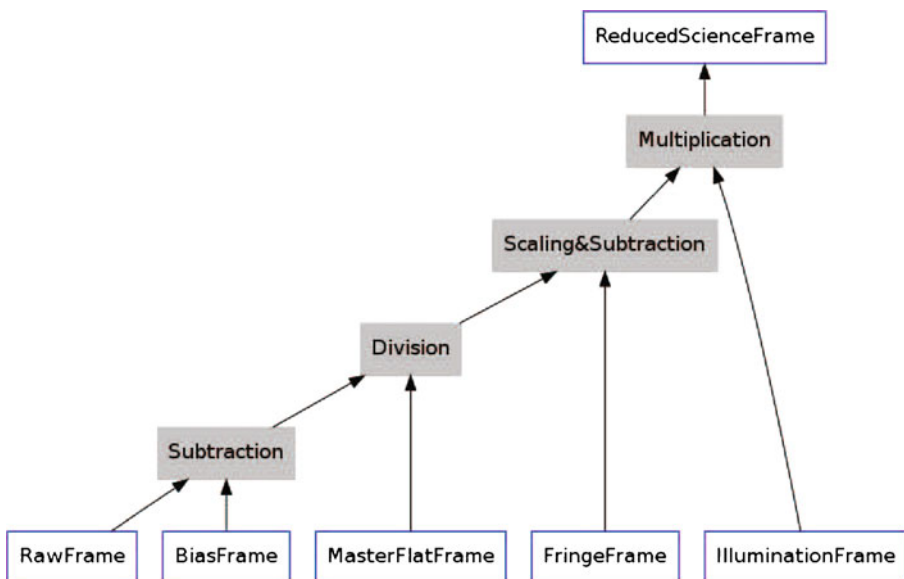 ReducedScienceFrame
Multiplication
Scaling&Subtraction
Division
Subtraction
RawFrame
BiasFrame
MasterFlatFrame
FringeFrame
IlluminationFrame